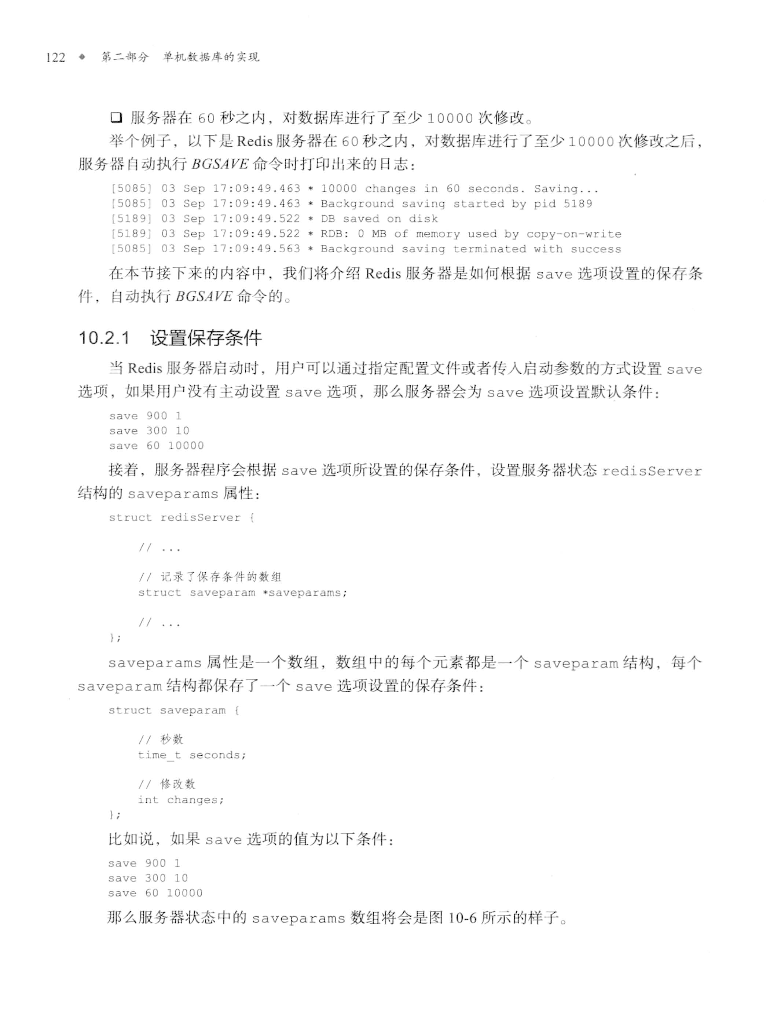 122 ◆ 第二部分 单机数据库的实现
❑ 服务器在 60 秒之内，对数据库进行了至少 10000 次修改。
举个例子，以下是 Redis 服务器在 60 秒之内，对数据库进行了至少 10000 次修改之后，
服务器自动执行 BGSAVE 命令时打印出来的日志：
[5085] 03 Sep 17:09:49.463 * 10000 changes in 60 seconds. Saving...
[5085] 03 Sep 17:09:49.463 * Background saving started by pid 5189
[5189] 03 Sep 17:09:49.522 * DB saved on disk
[5189] 03 Sep 17:09:49.522 * RDB: 0 MB of memory used by copy-on-write
[5085] 03 Sep 17:09:49.563 * Background saving terminated with success
在本节接下来的内容中，我们将介绍 Redis 服务器是如何根据 save 选项设置的保存条
件，自动执行 BGSAVE 命令的。
10.2.1 设置保存条件
当 Redis 服务器启动时，用户可以通过指定配置文件或者传入启动参数的方式设置 save
选项，如果用户没有主动设置 save 选项，那么服务器会为 save 选项设置默认条件：
save 900 1
save 300 10
save 60 10000
接着，服务器程序会根据 save 选项所设置的保存条件，设置服务器状态 redisServer
结构的 saveparams 属性：
struct redisServer {
// ...
// 记录了保存条件的数组
struct saveparam *saveparams;
// ...
};
saveparams 属性是一个数组，数组中的每个元素都是一个 saveparam 结构，每个
saveparam 结构都保存了一个 save 选项设置的保存条件：
struct saveparam {
// 秒数
time_t seconds;
// 修改数
int changes;
};
比如说，如果 save 选项的值为以下条件：
save 900 1
save 300 10
save 60 10000
那么服务器状态中的 saveparams 数组将会是图 10-6 所示的样子。